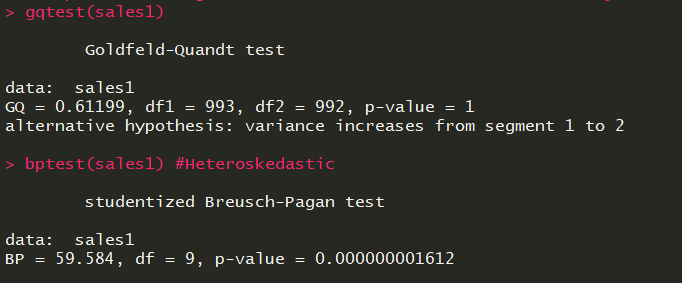 > gqtest(sales1)
Goldfeld-Quandt test
data:  sales1
GQ = 0.61199, df1 = 993, df2 = 992, p-value = 1
alternative hypothesis: variance increases from segment 1 to 2
> bptest(sales1) #Heteroskedastic
studentized Breusch-Pagan test
data:  sales1
BP = 59.584, df = 9, p-value = 0.000000001612